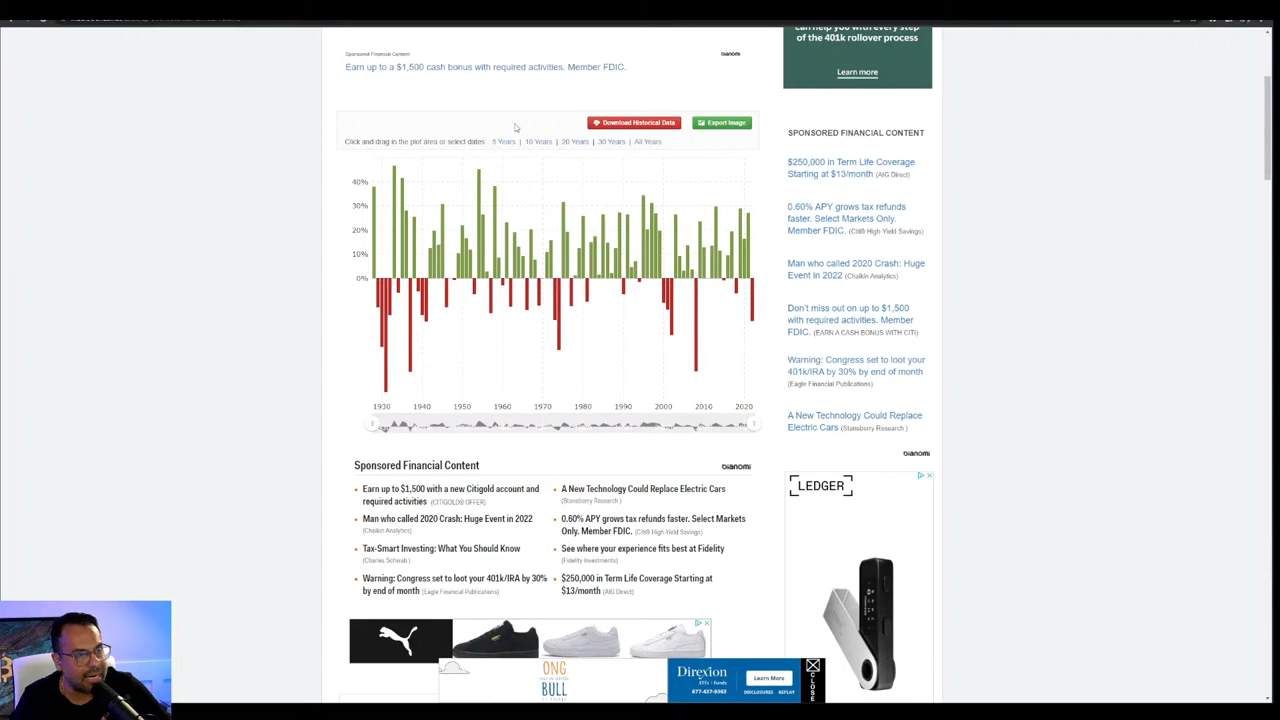 can help you with every step
of the 401k rollover process
Learn more
Sponsored Financial Content
dianomi
Earn up to a $1,500 cash bonus with required activities. Member FDIC.
Download Historical Data
Export Image
Click and drag in the plot area or select dates: 5 Years | 10 Years | 20 Years | 30 Years | All Years
40%
30%
20%
10%
0%
1930 1940 1950 1960 1970 1980 1990 2000 2010 2020
SPONSORED FINANCIAL CONTENT
$250,000 in Term Life Coverage
Starting at $13/month (AIG Direct)
0.60% APY grows tax refunds
faster. Select Markets Only.
Member FDIC. (Citi® High-Yield Savings)
Man who called 2020 Crash: Huge
Event in 2022 (Chaikin Analytics)
Don't miss out on up to $1,500
with required activities. Member
FDIC. (EARN A CASH BONUS WITH CITI)
Warning: Congress set to loot your
401k/IRA by 30% by end of month
(Eagle Financial Publications)
A New Technology Could Replace
Electric Cars (Stansberry Research )
dianomi
Sponsored Financial Content
dianomi
Earn up to $1,500 with a new Citigold account and
required activities (CITIGOLD® OFFER)
Man who called 2020 Crash: Huge Event in 2022
(Chaikin Analytics)
Tax-Smart Investing: What You Should Know
(Charles Schwab )
Warning: Congress set to loot your 401k/IRA by 30%
by end of month (Eagle Financial Publications)
A New Technology Could Replace Electric Cars
(Stansberry Research )
0.60% APY grows tax refunds faster. Select Markets
Only. Member FDIC. (Citi® High-Yield Savings)
See where your experience fits best at Fidelity
(Fidelity Investments)
$250,000 in Term Life Coverage Starting at
$13/month (AIG Direct)
LEDGER
ONG
BULL
Direxion
877-437-9363
Learn More
DISCLOSURES REPLAY
CLOSE